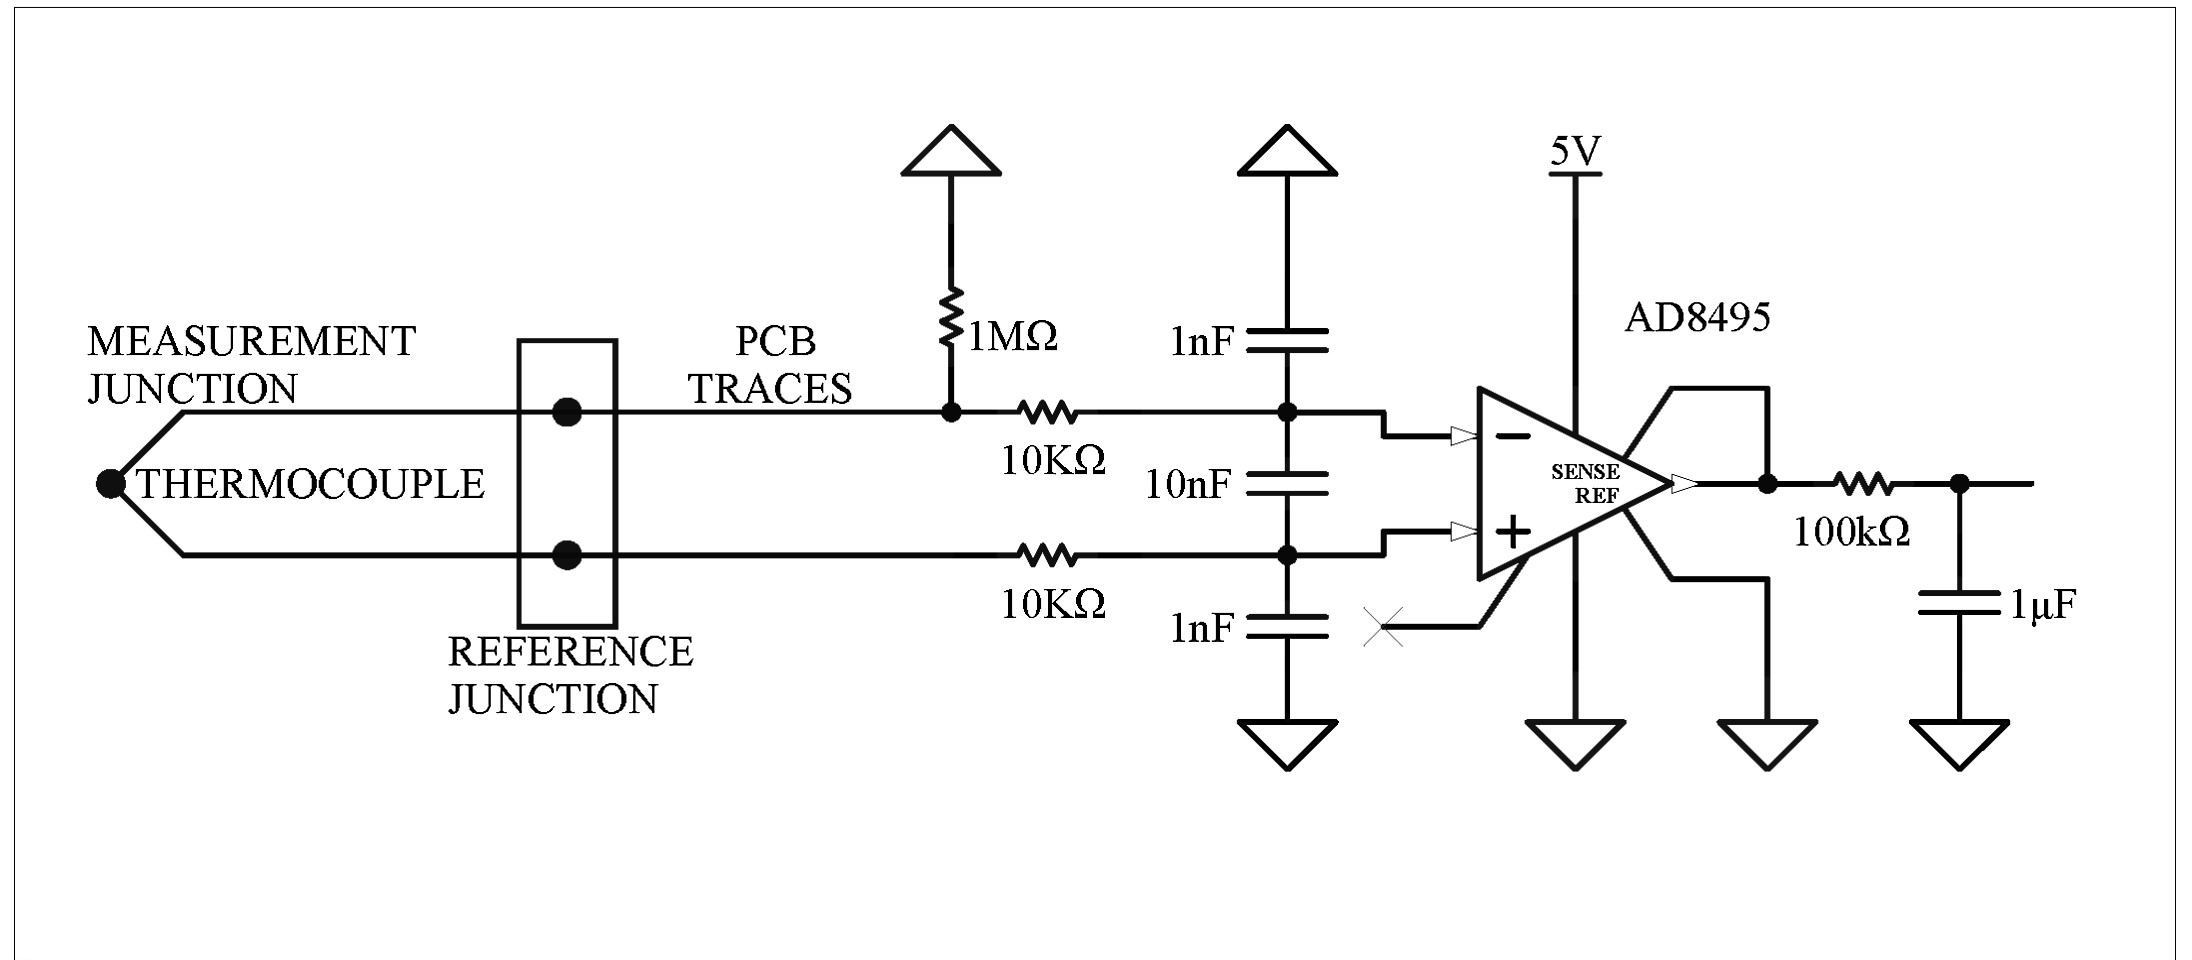 5V
AD8495
MEASUREMENT
JUNCTION
PCB
TRACES
1MΩ
1nF
10KΩ
THERMOCOUPLE
10nF
SENSE
REF
−
+
100kΩ
10KΩ
1nF
1μF
REFERENCE
JUNCTION